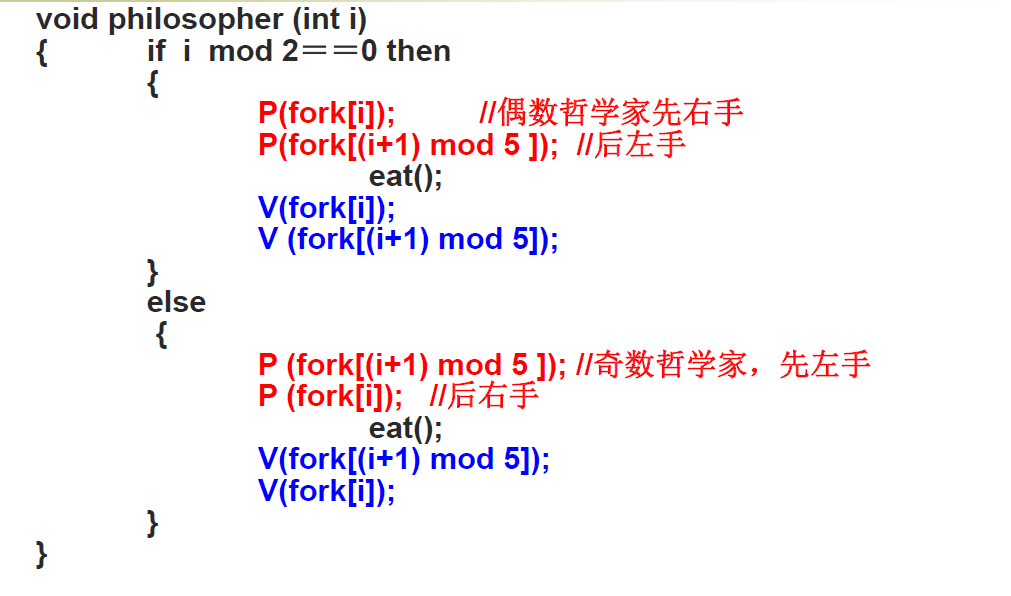 void philosopher (int i)
{ if i mod 2＝＝0 then
{
P(fork[i]); //偶数哲学家先右手
P(fork[(i+1) mod 5 ]); //后左手
eat();
V(fork[i]);
V (fork[(i+1) mod 5]);
}
else
{
P (fork[(i+1) mod 5 ]); //奇数哲学家，先左手
P (fork[i]); //后右手
eat();
V(fork[(i+1) mod 5]);
V(fork[i]);
}
}